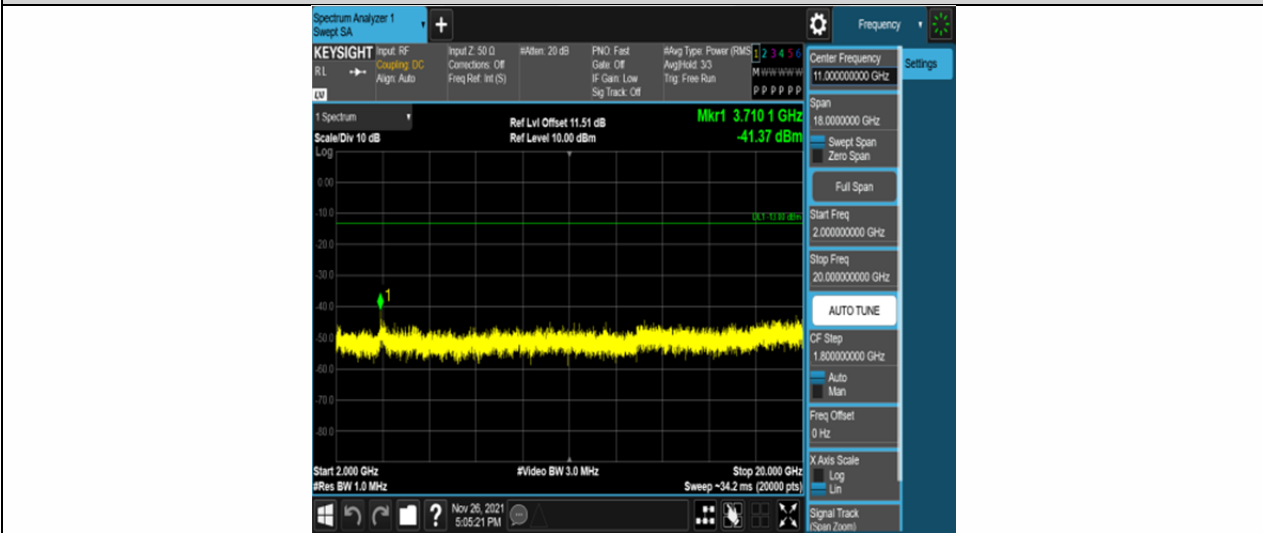 Spectrum Analyzer 1
Swept SA
+
Frequency
KEYSIGHT
RL
LV
Input: RF
Coupling: DC
Align: Auto
Input Z: 50 Ω
Corrections: Off
Freq Ref: Int (S)
#Atten: 20 dB
PNO: Fast
Gate: Off
IF Gain: Low
Sig Track: Off
#Avg Type: Power (RMS
Avg|Hold: 3/3
Trig: Free Run
1 2 3 4 5 6
M W W W W W
P P P P P P
1 Spectrum
Scale/Div 10 dB
Log
Ref Lvl Offset 11.51 dB
Ref Level 10.00 dBm
Mkr1 3.710 1 GHz
-41.37 dBm
0.00
-10.0
DL1 -13.00 dBm
-20.0
-30.0
1
-40.0
-50.0
-60.0
-70.0
-80.0
Start 2.000 GHz
#Res BW 1.0 MHz
#Video BW 3.0 MHz
Stop 20.000 GHz
Sweep ~34.2 ms (20000 pts)
Center Frequency
11.000000000 GHz
Settings
Span
18.0000000 GHz
Swept Span
Zero Span
Full Span
Start Freq
2.000000000 GHz
Stop Freq
20.000000000 GHz
AUTO TUNE
CF Step
1.800000000 GHz
Auto
Man
Freq Offset
0 Hz
X Axis Scale
Log
Lin
Signal Track
(Span Zoom)
?
Nov 26, 2021
5:05:21 PM